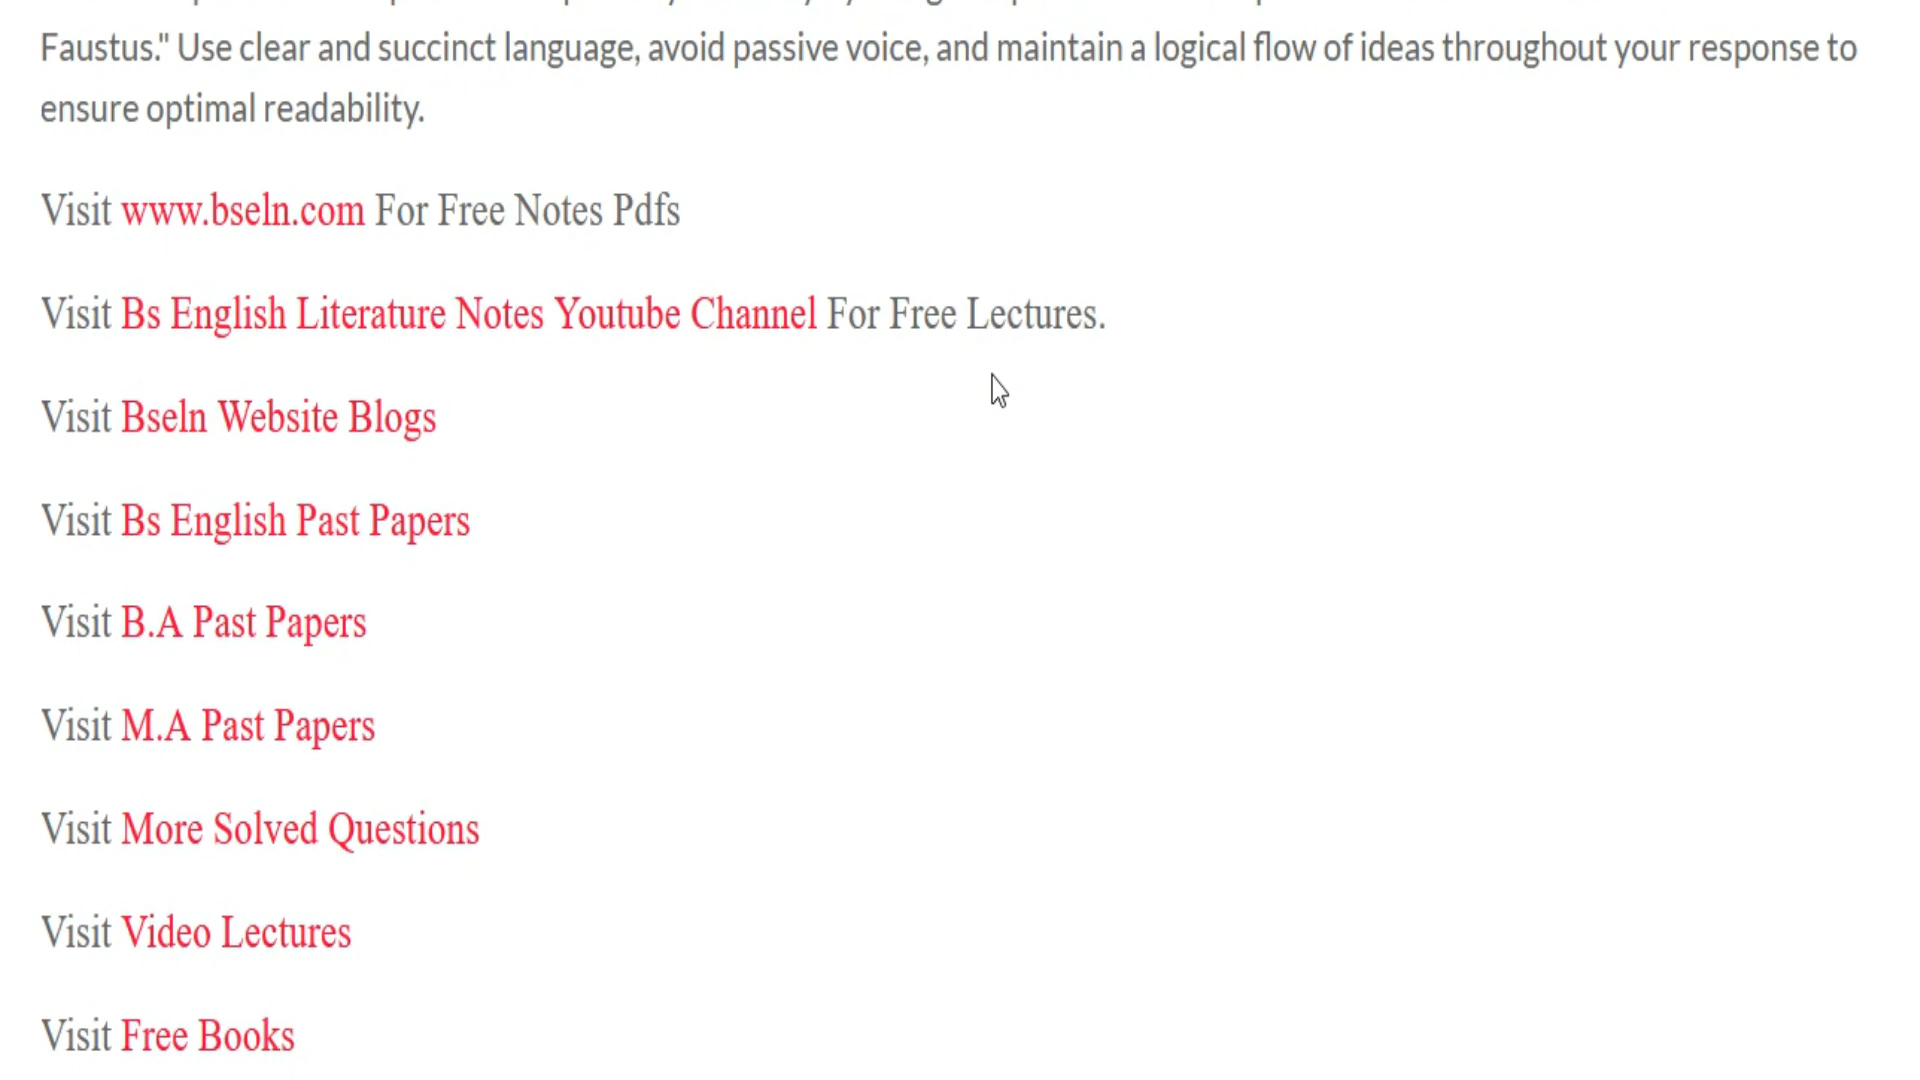 Faustus." Use clear and succinct language, avoid passive voice, and maintain a logical flow of ideas throughout your response to
ensure optimal readability.
Visit www.bseln.com For Free Notes Pdfs
Visit Bs English Literature Notes Youtube Channel For Free Lectures.
Visit Bseln Website Blogs
Visit Bs English Past Papers
Visit B.A Past Papers
Visit M.A Past Papers
Visit More Solved Questions
Visit Video Lectures
Visit Free Books